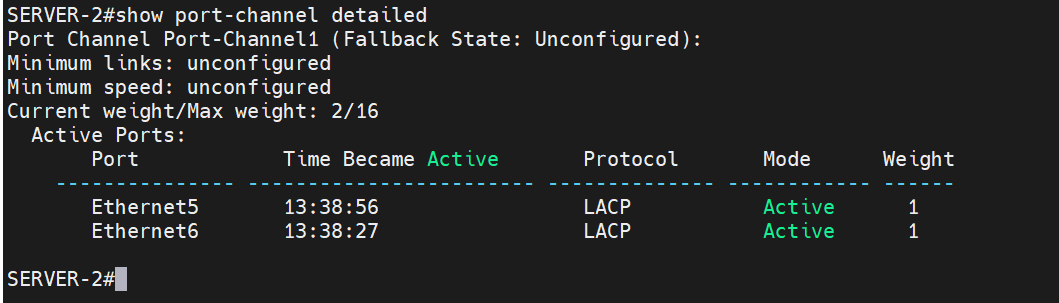 SERVER-2#show port-channel detailed
Port Channel Port-Channel1 (Fallback State: Unconfigured):
Minimum links: unconfigured
Minimum speed: unconfigured
Current weight/Max weight: 2/16
  Active Ports:
       Port            Time Became Active       Protocol       Mode      Weight
    --------------- ------------------------ -------------- ------------ ------
       Ethernet5       13:38:56                 LACP           Active      1
       Ethernet6       13:38:27                 LACP           Active      1

SERVER-2#